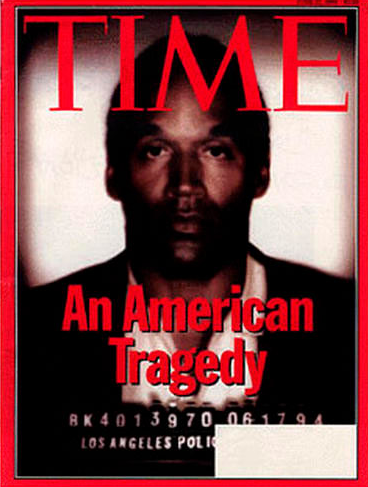 TIME
An American
Tragedy
BK4013970 061794
LOS ANGELES POLIC